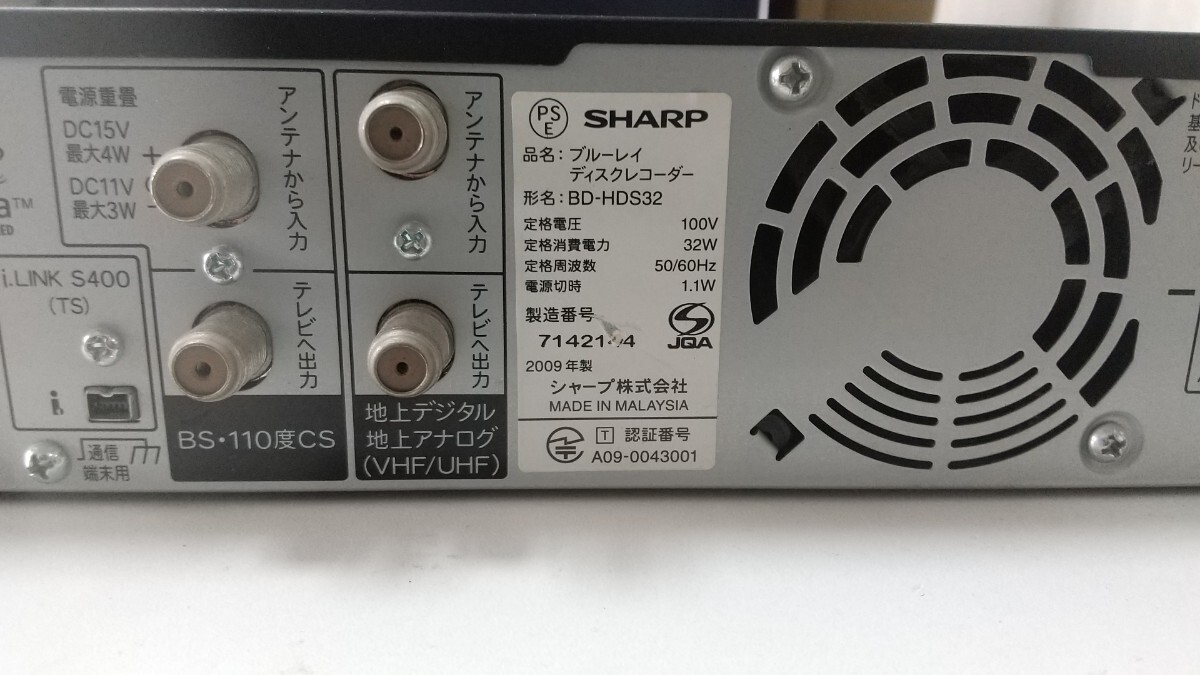 電源重畳
DC15V
最大4W
DC11V
最大3W
アンテナから入力
アンテナから入力
a™
i.LINK S400
(TS)
i
テレビへ出力
テレビへ出力
BS・110度CS
地上デジタル
地上アナログ
(VHF/UHF)
通信
端末用
PS
E
SHARP
品名: ブルーレイ
ディスクレコーダー
形名: BD-HDS32
定格電圧 100V
定格消費電力 32W
定格周波数 50/60Hz
電源切時 1.1W
製造番号
JQA
2009年製
シャープ株式会社
MADE IN MALAYSIA
T 認証番号
A09-0043001